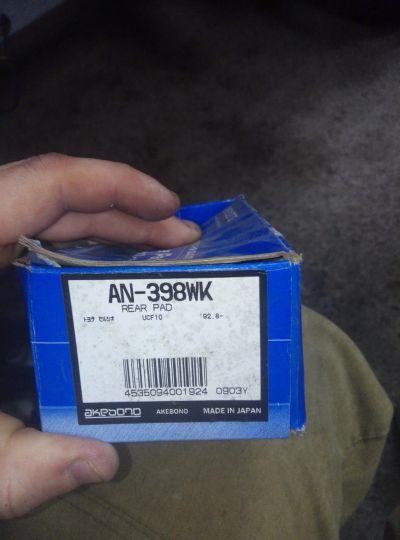 AN-398WK
REAR PAD
トヨタ セルシオ UCF10 '92.8-
4535094001924 0903Y
akebono AKEBONO MADE IN JAPAN